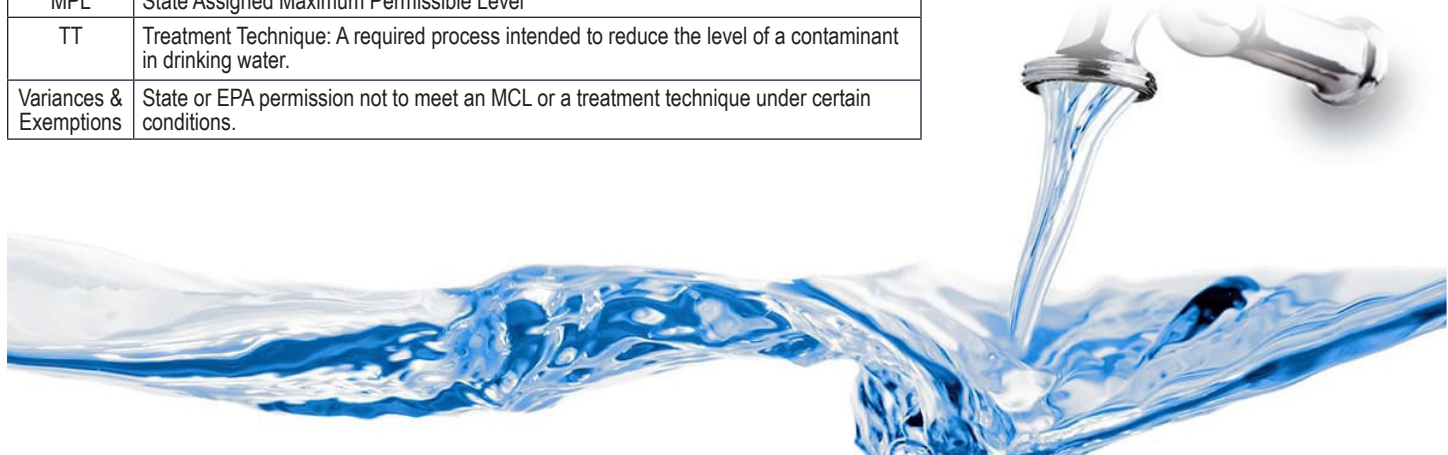 MPL State Assigned Maximum Permissible Level
TT Treatment Technique: A required process intended to reduce the level of a contaminant
in drinking water.
Variances & State or EPA permission not to meet an MCL or a treatment technique under certain
Exemptions conditions.